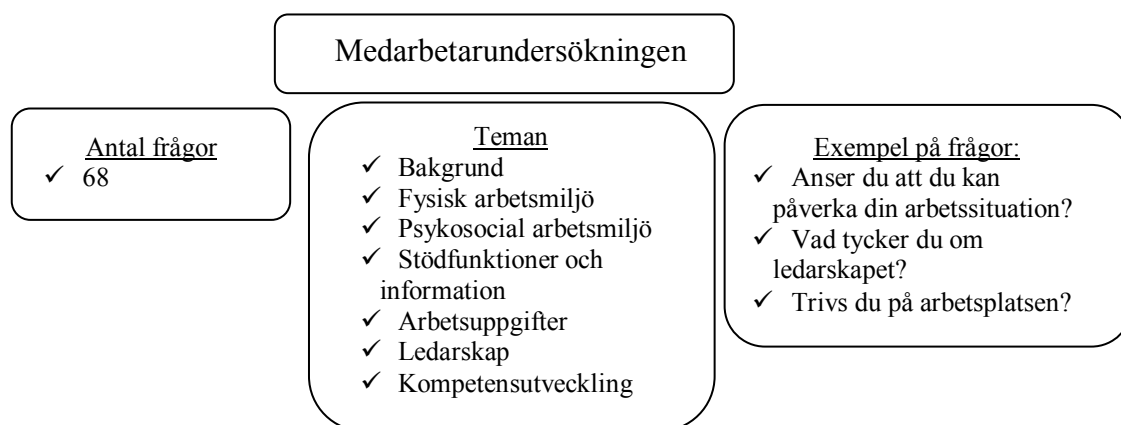 Medarbetarundersökningen
Antal frågor
✓ 68
Teman
✓ Bakgrund
✓ Fysisk arbetsmiljö
✓ Psykosocial arbetsmiljö
✓ Stödfunktioner och
information
✓ Arbetsuppgifter
✓ Ledarskap
✓ Kompetensutveckling
Exempel på frågor:
✓ Anser du att du kan
påverka din arbetssituation?
✓ Vad tycker du om
ledarskapet?
✓ Trivs du på arbetsplatsen?